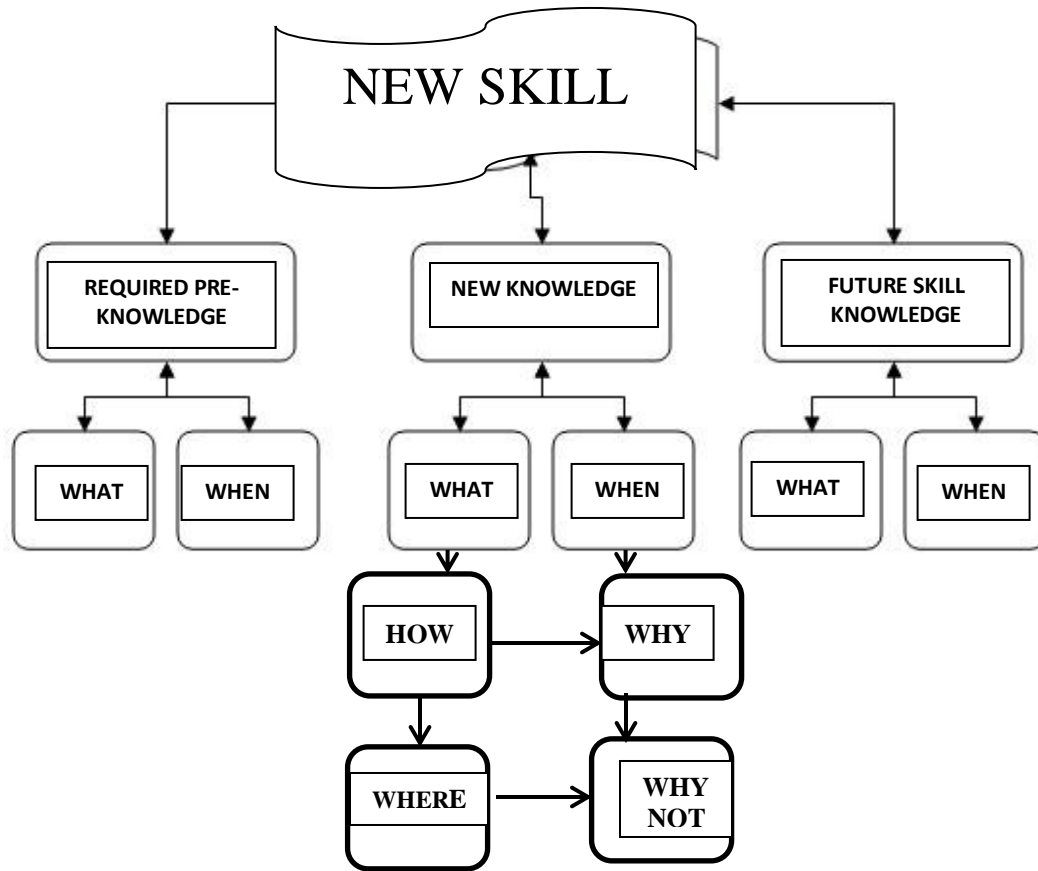 NEW SKILL
REQUIRED PRE-
KNOWLEDGE
NEW KNOWLEDGE
FUTURE SKILL
KNOWLEDGE
WHAT
WHEN
WHAT
WHEN
WHAT
WHEN
HOW
WHY
WHERE
WHY
NOT